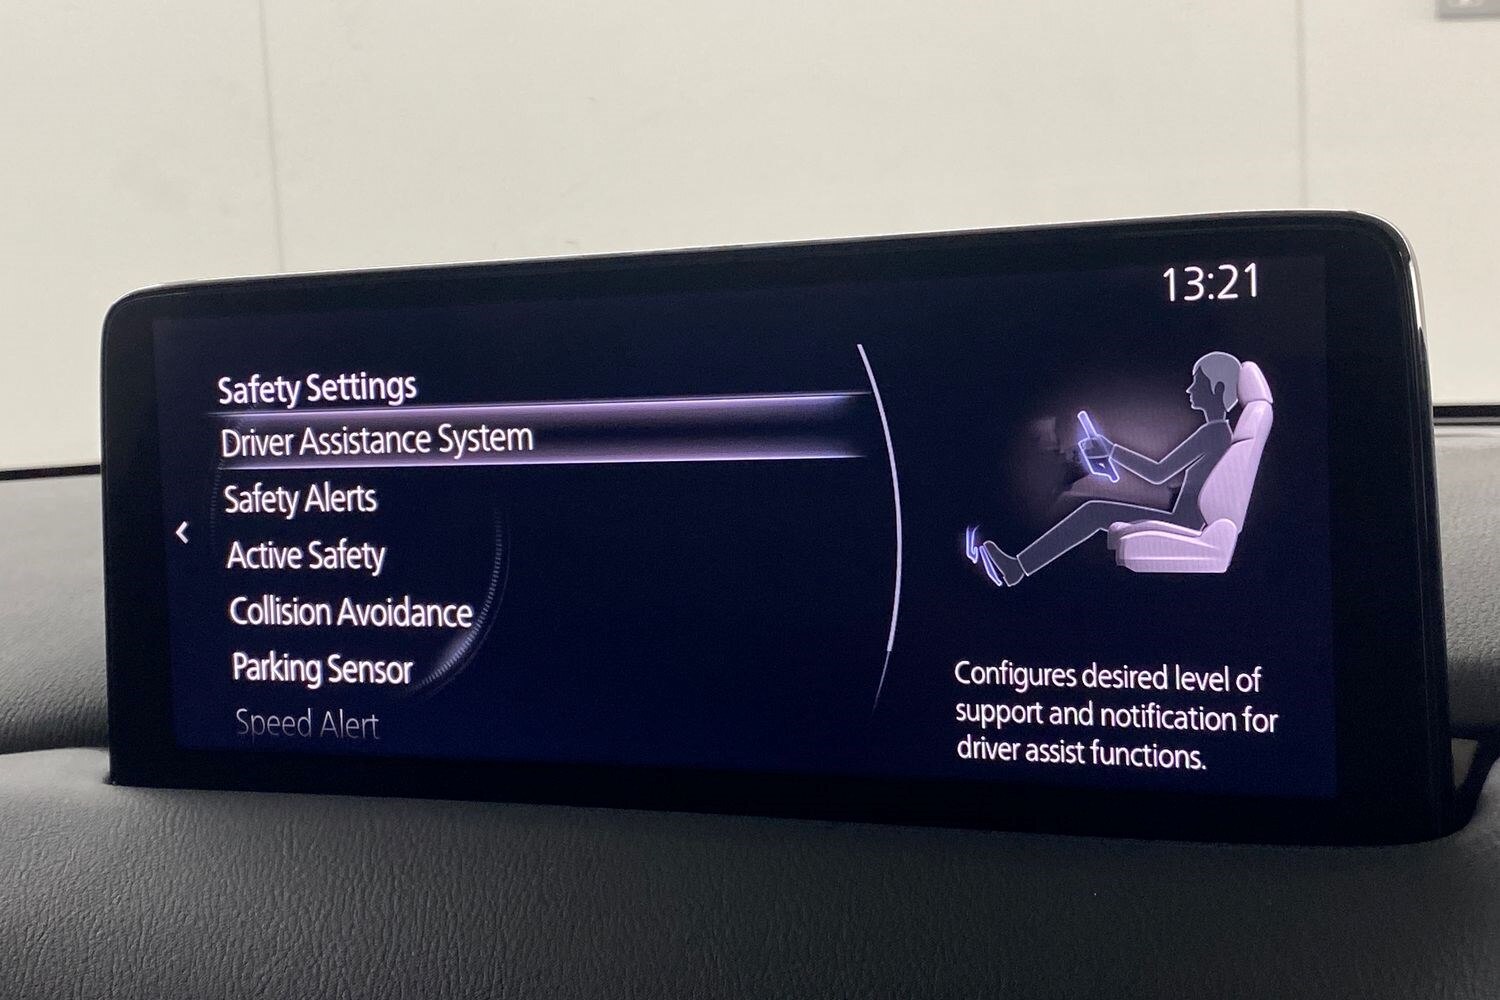 13:21
Safety Settings
Driver Assistance System
Safety Alerts
Active Safety
Collision Avoidance
Parking Sensor
Speed Alert
Configures desired level of
support and notification for
driver assist functions.